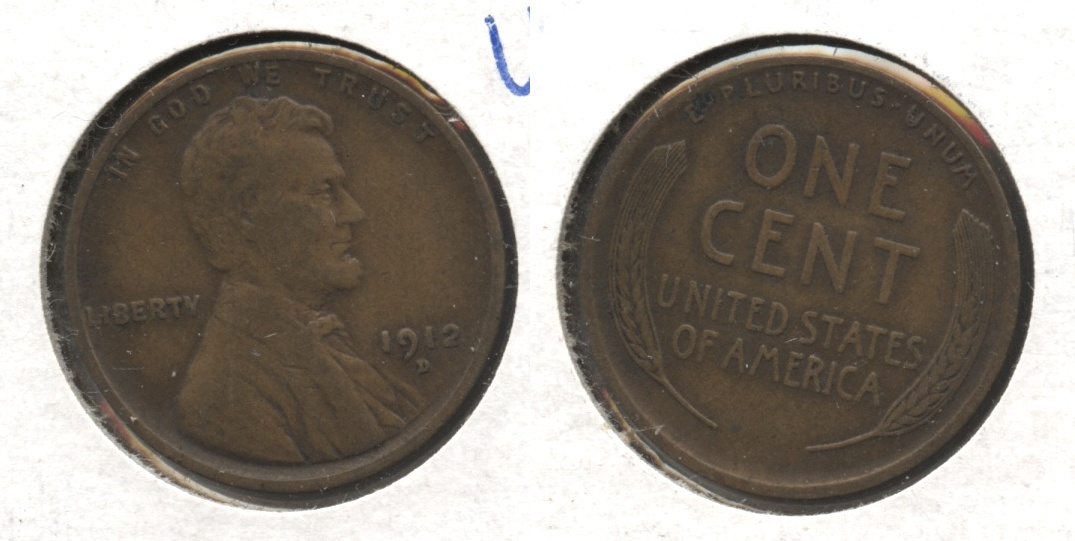 IN GOD WE TRUST
LIBERTY
1912
D
E·PLURIBUS·UNUM
ONE
CENT
UNITED STATES
OF AMERICA